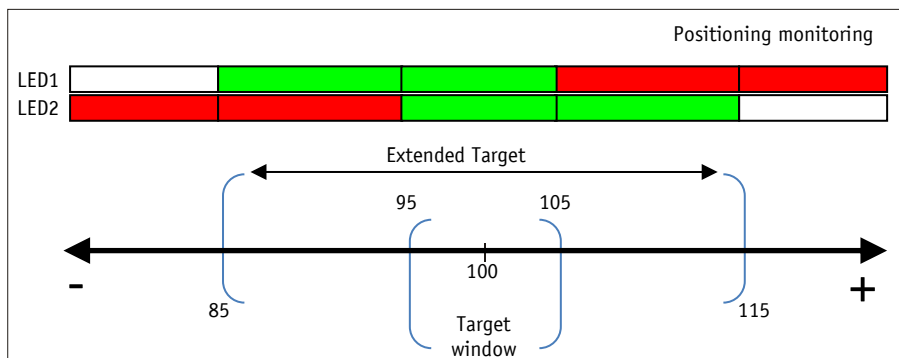 Positioning monitoring
LED1
LED2
Extended Target
95
105
100
-
+
85
115
Target
window